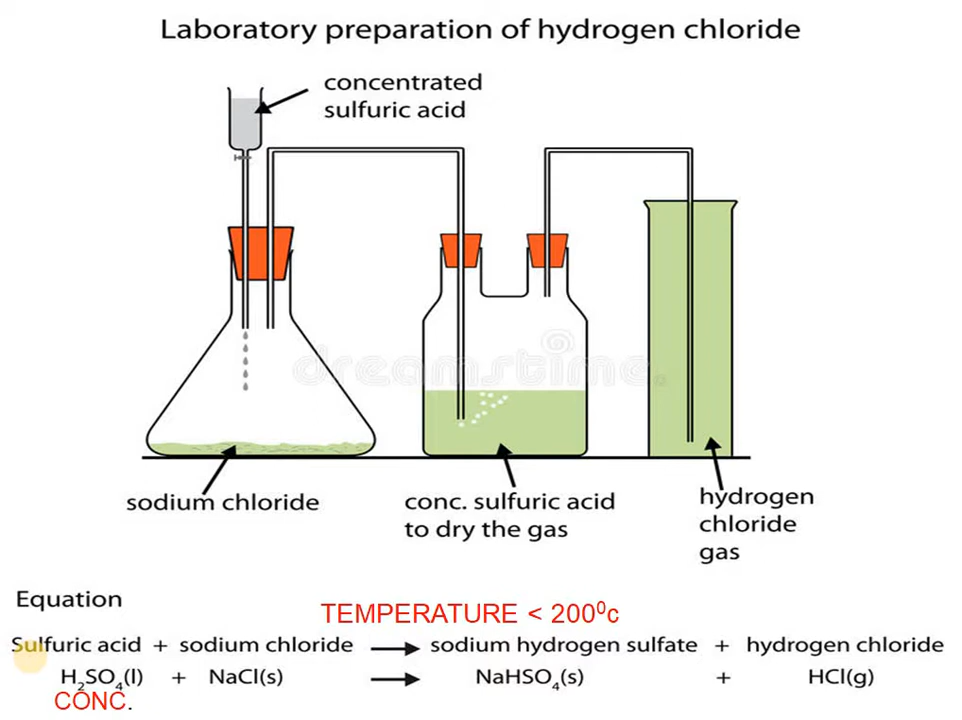 Laboratory preparation of hydrogen chloride
concentrated
sulfuric acid
dreamstime.
sodium chloride
conc. sulfuric acid
to dry the gas
hydrogen
chloride
gas
Equation
TEMPERATURE < 200⁰c
Sulfuric acid + sodium chloride → sodium hydrogen sulfate + hydrogen chloride
H₂SO₄(l) + NaCl(s) → NaHSO₄(s) + HCl(g)
CONC.